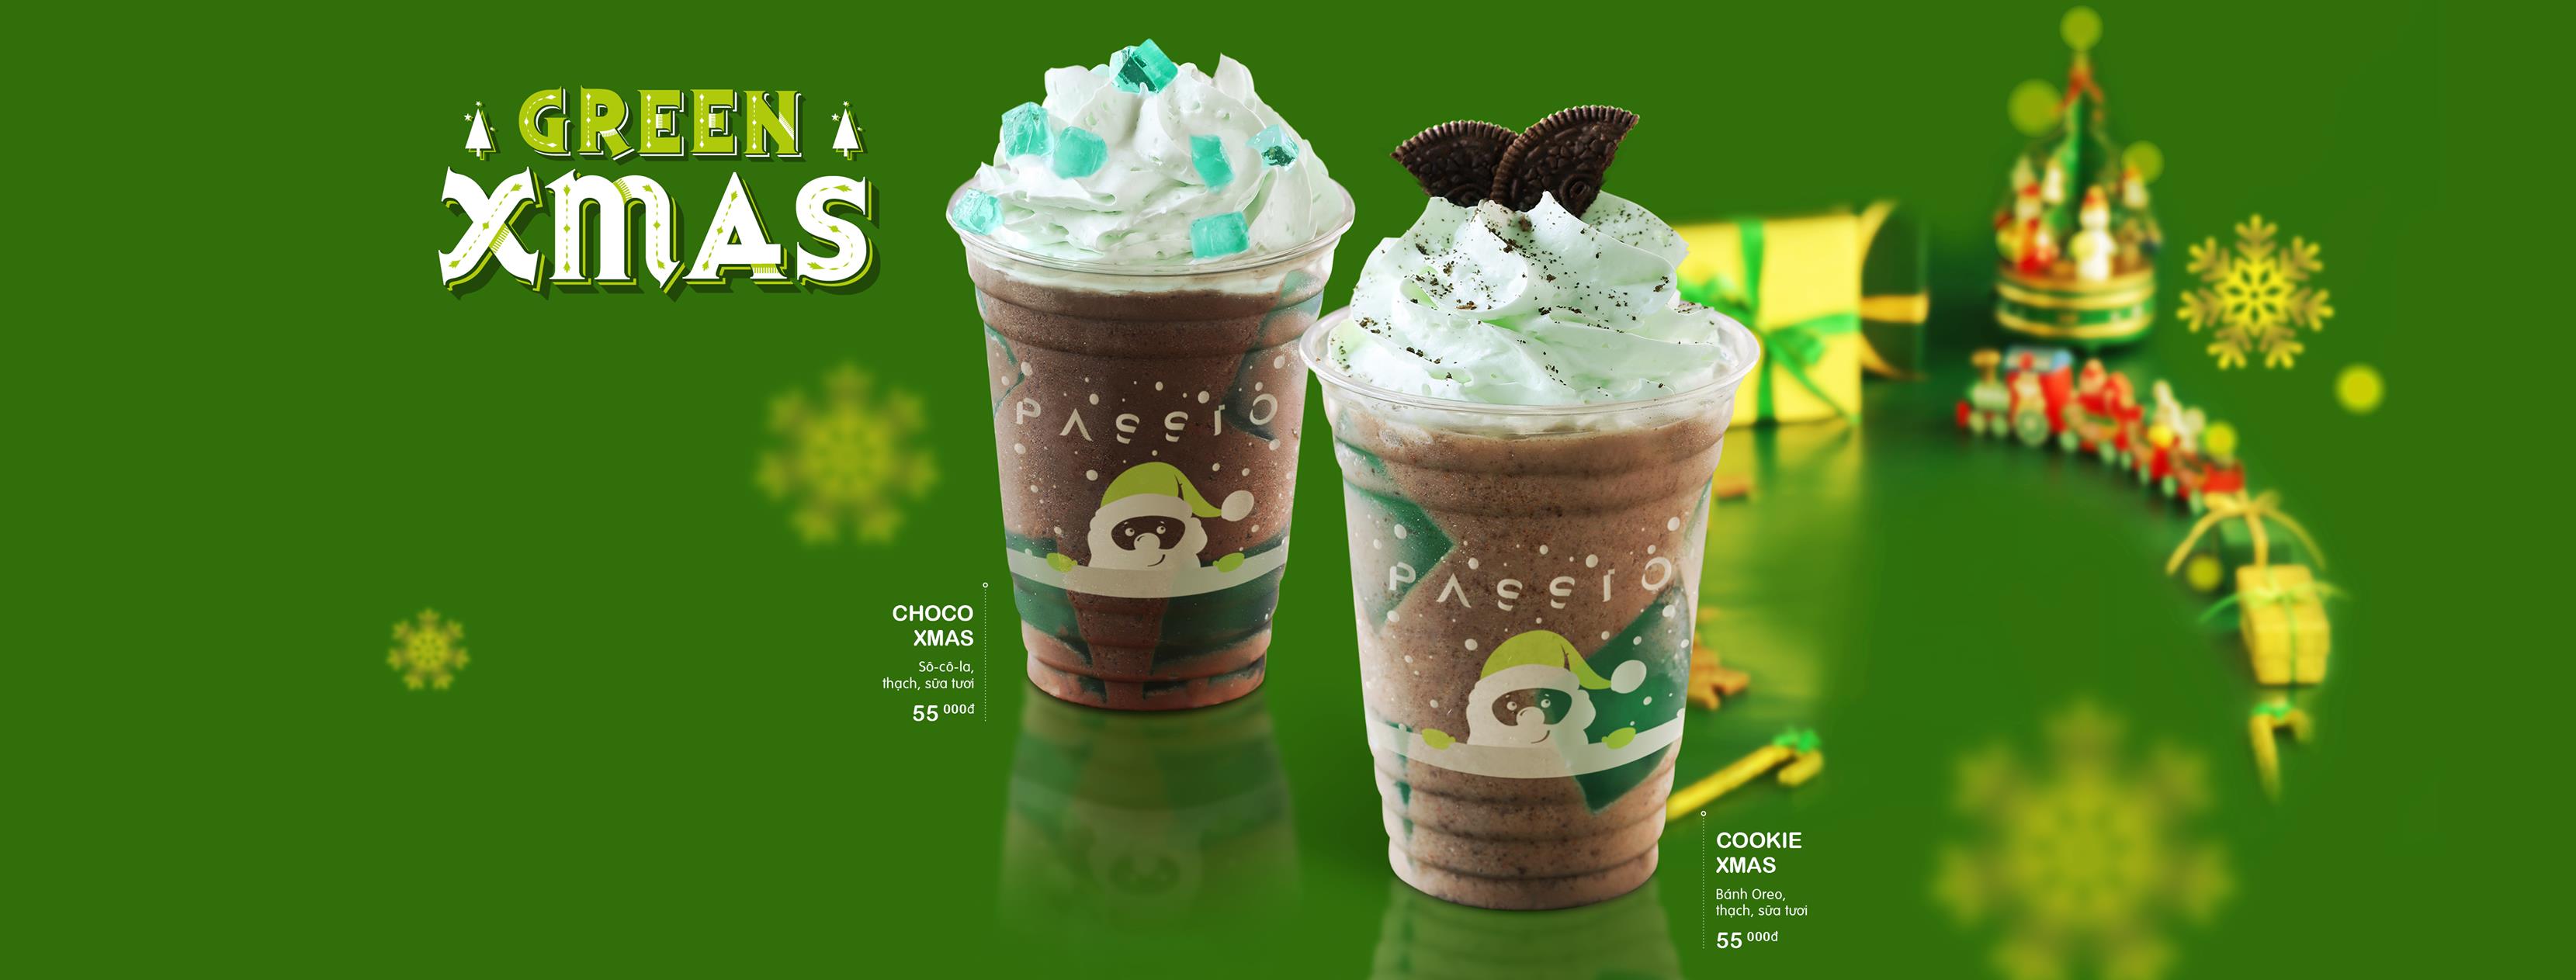 GREEN
XMAS
PASSIO
PASSIO
CHOCO
XMAS
Sô-cô-la,
thạch, sữa tươi
55 000đ
COOKIE
XMAS
Bánh Oreo,
thạch, sữa tươi
55 000đ